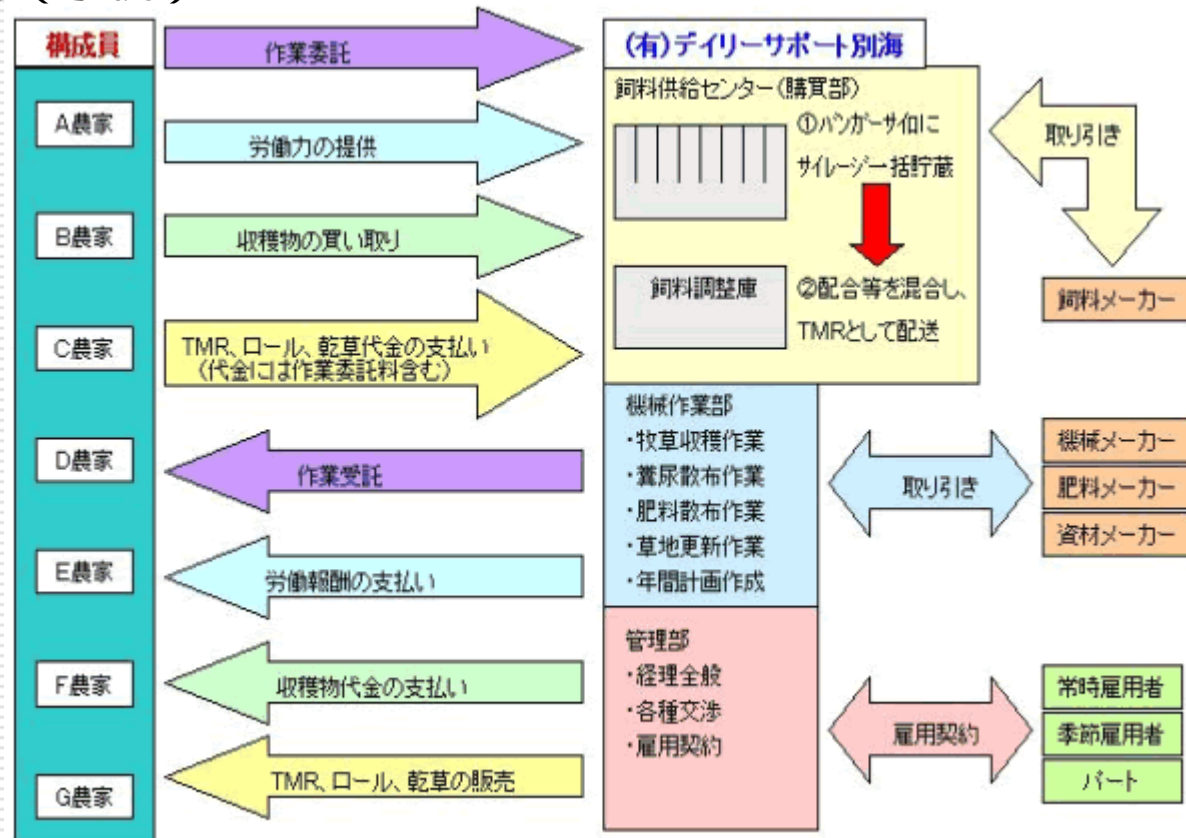 構成員
A農家
B農家
C農家
D農家
E農家
F農家
G農家
作業委託
労働力の提供
収穫物の買い取り
TMR、ロール、乾草代金の支払い
(代金には作業委託料含む)
作業受託
労働報酬の支払い
収穫物代金の支払い
TMR、ロール、乾草の販売
(有)デイリーサポート別海
飼料供給センター(購買部)
①バンガーサイロに
サイレージ一括貯蔵
飼料調整庫
②配合等を混合し、
TMRとして配送
機械作業部
・牧草収穫作業
・糞尿散布作業
・肥料散布作業
・草地更新作業
・年間計画作成
管理部
・経理全般
・各種交渉
・雇用契約
取り引き
飼料メーカー
取り引き
機械メーカー
肥料メーカー
資材メーカー
雇用契約
常時雇用者
季節雇用者
パート